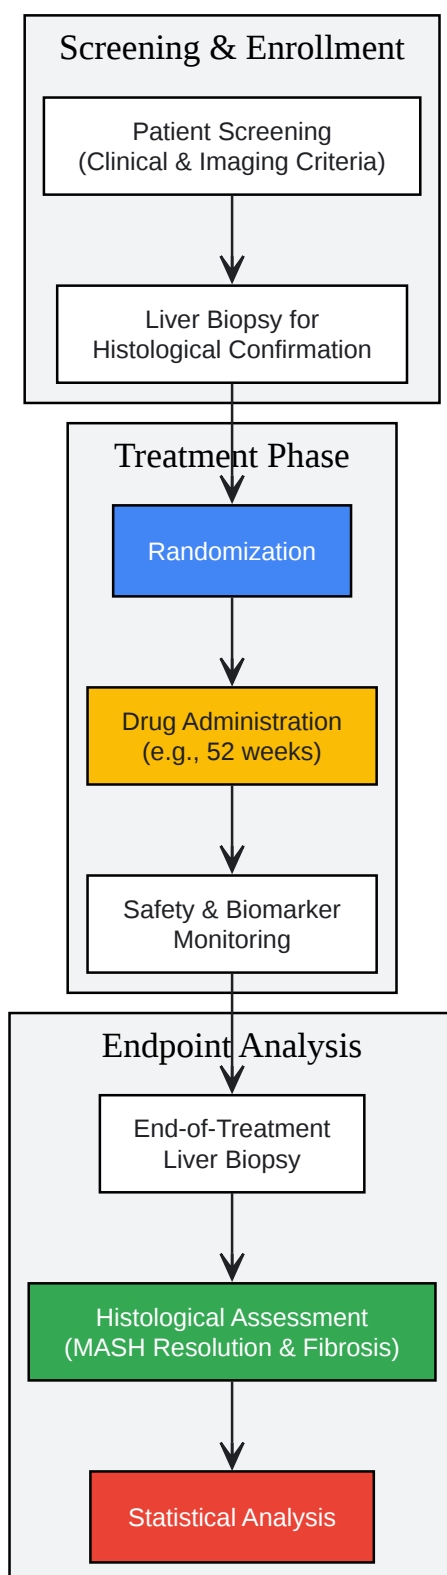 Screening & Enrollment
Patient Screening
(Clinical & Imaging Criteria)
Liver Biopsy for
Histological Confirmation
Treatment Phase
Randomization
Drug Administration
(e.g., 52 weeks)
Safety & Biomarker
Monitoring
Endpoint Analysis
End-of-Treatment
Liver Biopsy
Histological Assessment
(MASH Resolution & Fibrosis)
Statistical Analysis